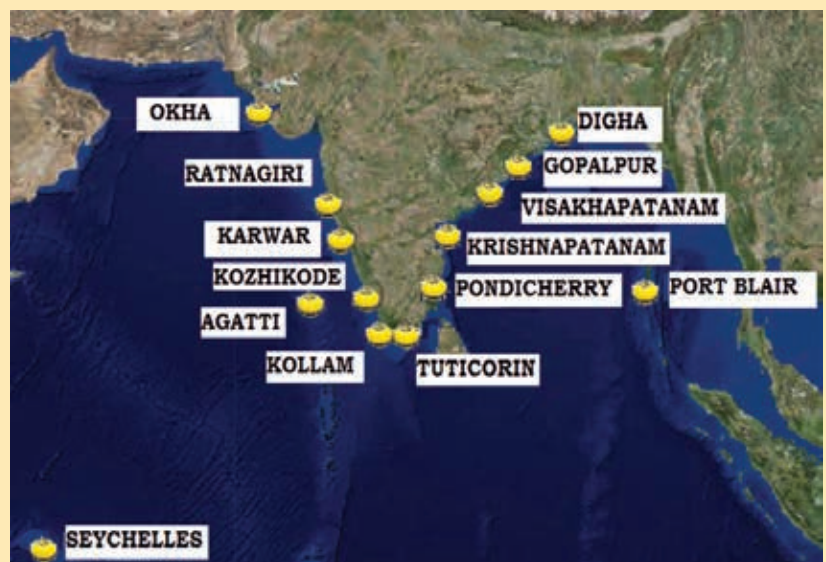 OKHA
DIGHA
GOPALPUR
RATNAGIRI
VISAKHAPATANAM
KARWAR
KRISHNAPATANAM
KOZHIKODE
PONDICHERRY
PORT BLAIR
AGATTI
KOLLAM
TUTICORIN
SEYCHELLES